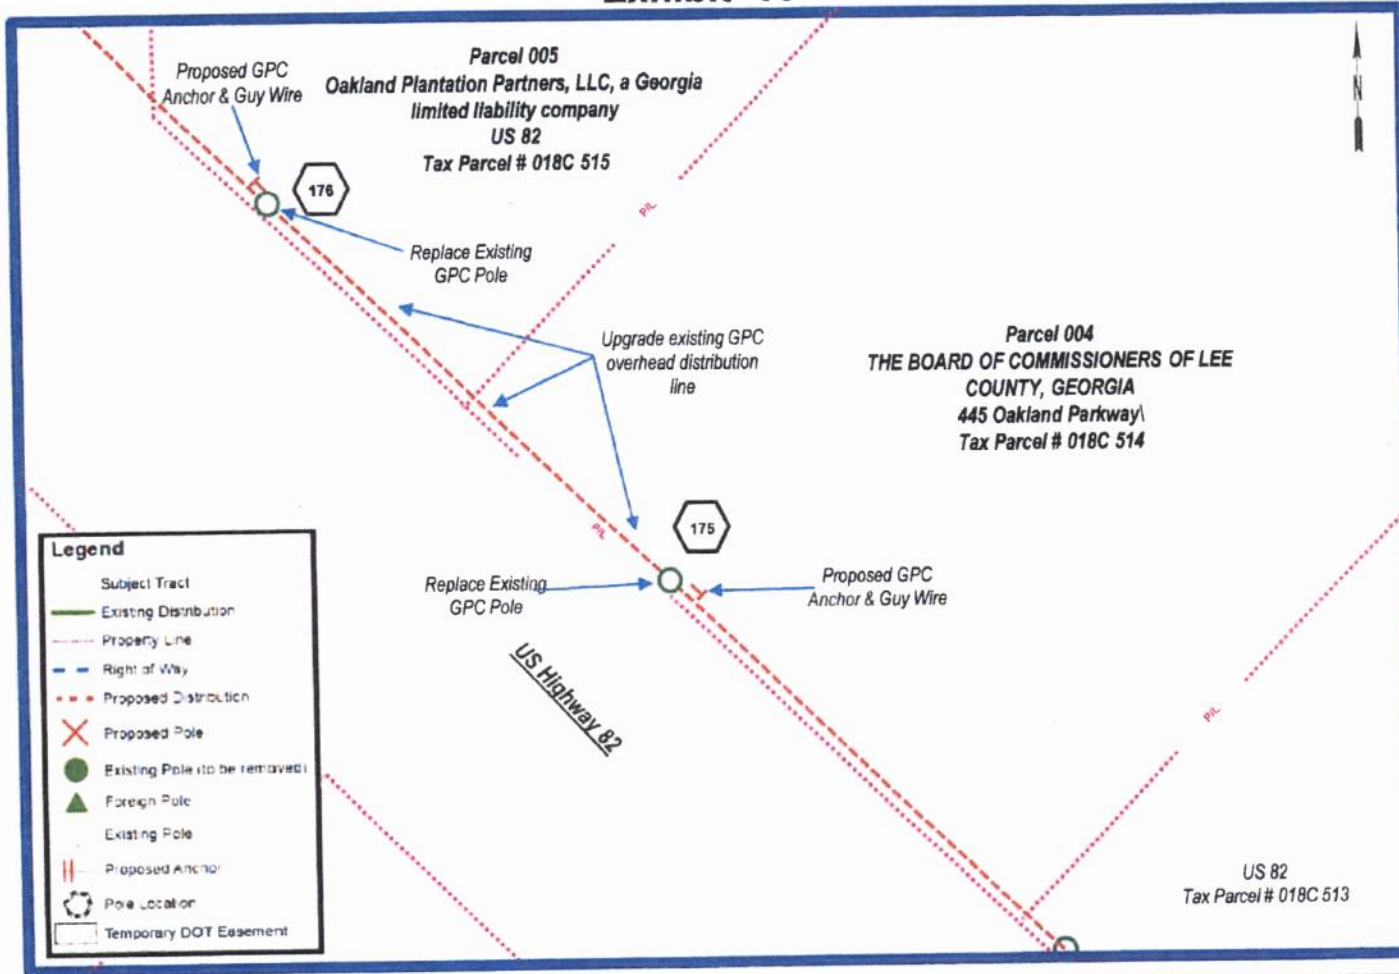 Parcel 005
Oakland Plantation Partners, LLC, a Georgia
limited liability company
US 82
Tax Parcel # 018C 515
N
Proposed GPC
Anchor & Guy Wire
176
P/L
Replace Existing
GPC Pole
Upgrade existing GPC
overhead distribution
line
Parcel 004
THE BOARD OF COMMISSIONERS OF LEE
COUNTY, GEORGIA
445 Oakland Parkway\
Tax Parcel # 018C 514
175
P/L
Replace Existing
GPC Pole
Proposed GPC
Anchor & Guy Wire
US Highway 82
P/L
US 82
Tax Parcel # 018C 513
Legend
Subject Tract
Existing Distribution
Property Line
Right of Way
Proposed Distribution
Proposed Pole
Existing Pole (to be removed)
Foreign Pole
Existing Pole
Proposed Anchor
Pole Location
Temporary DOT Easement